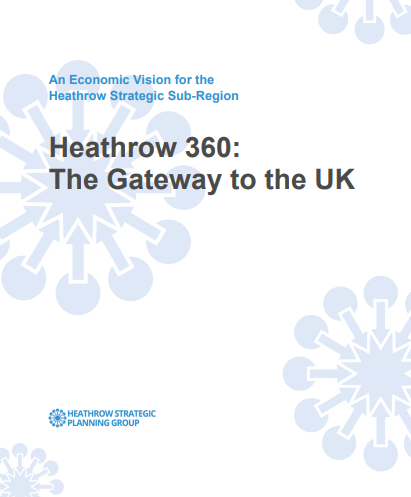 An Economic Vision for the
Heathrow Strategic Sub-Region
Heathrow 360:
The Gateway to the UK
HEATHROW STRATEGIC
PLANNING GROUP